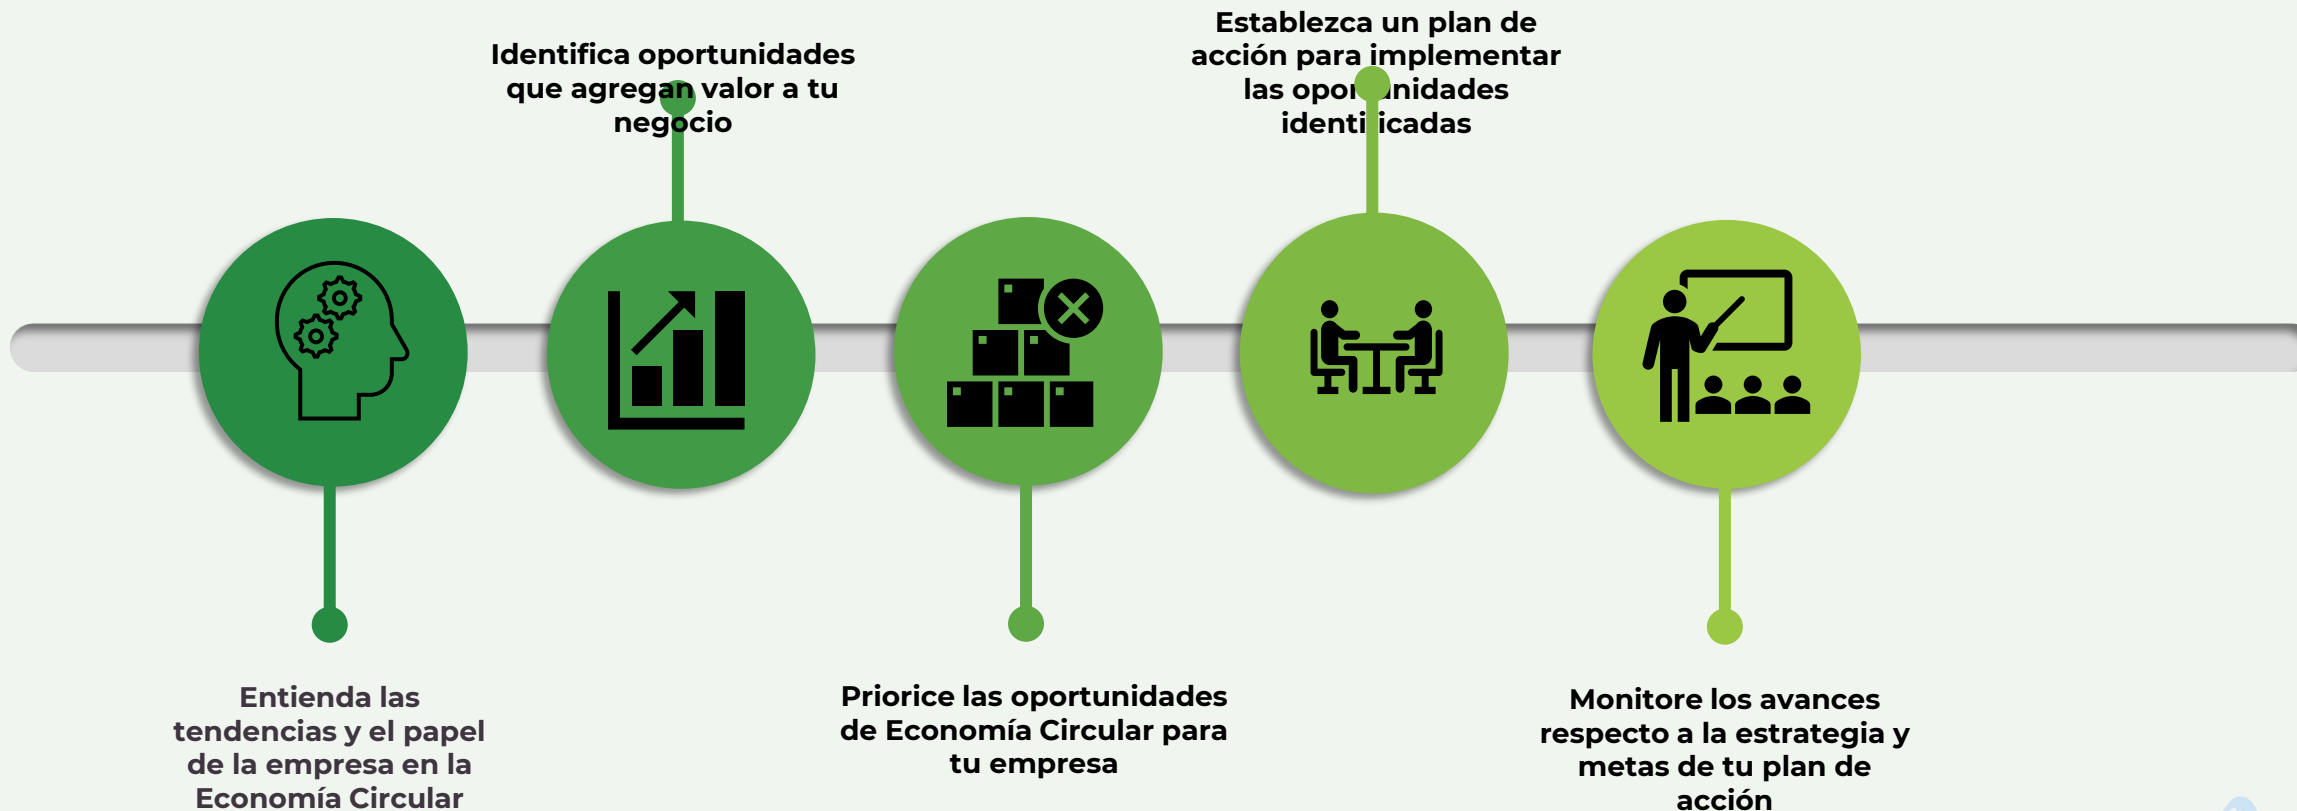 Identifica oportunidades
que agregan valor a tu
negocio
Establezca un plan de
acción para implementar
las oportunidades
identificadas
Entienda las
tendencias y el papel
de la empresa en la
Economía Circular
Priorice las oportunidades
de Economía Circular para
tu empresa
Monitore los avances
respecto a la estrategia y
metas de tu plan de
acción